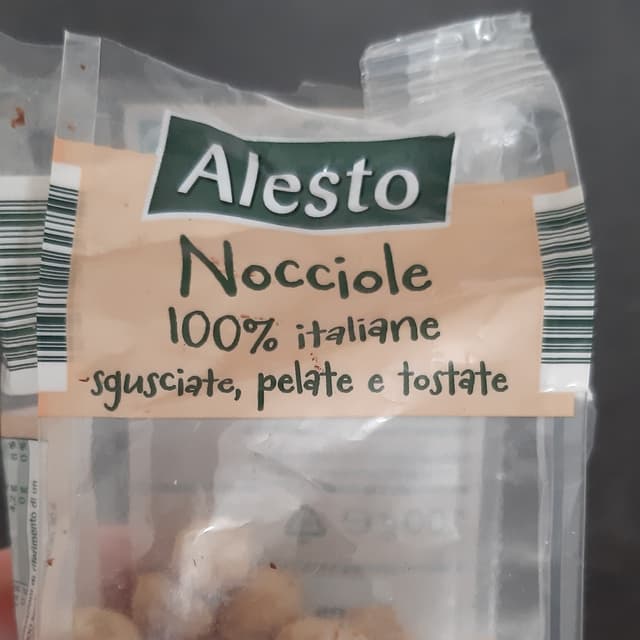 Alesto
Nocciole
100% italiane
sgusciate, pelate e tostate